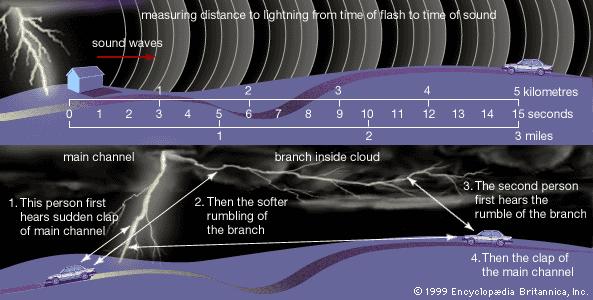 measuring distance to lightning from time of flash to time of sound
sound waves
1 2 3 4 5 kilometres
0 1 2 3 4 5 6 7 8 9 10 11 12 13 14 15 seconds
1 2 3 miles
main channel
branch inside cloud
1. This person first
hears sudden clap
of main channel
2. Then the softer
rumbling of
the branch
3. The second person
first hears the
rumble of the branch
4. Then the clap of
the main channel
© 1999 Encyclopædia Britannica, Inc.